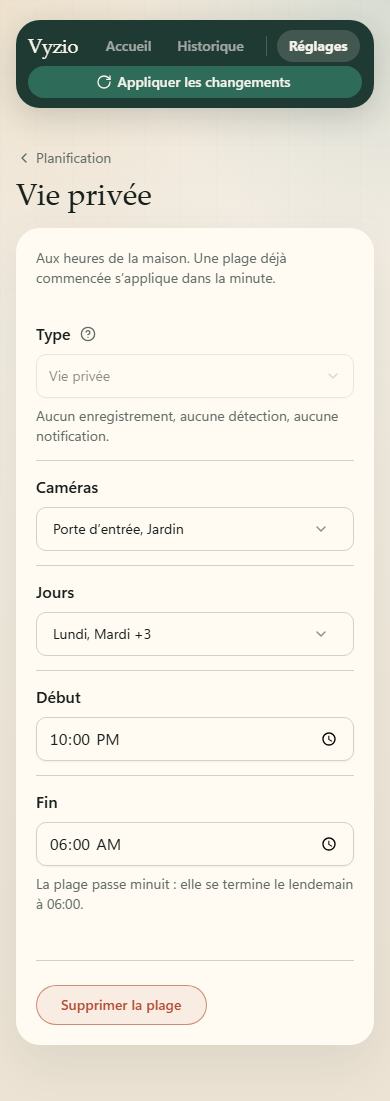 Vyzio Accueil Historique Réglages
Appliquer les changements
Planification
Vie privée
Aux heures de la maison. Une plage déjà
commencée s’applique dans la minute.
Type
Vie privée
Aucun enregistrement, aucune détection, aucune
notification.
Caméras
Porte d’entrée, Jardin
Jours
Lundi, Mardi +3
Début
10:00 PM
Fin
06:00 AM
La plage passe minuit : elle se termine le lendemain
à 06:00.
Supprimer la plage